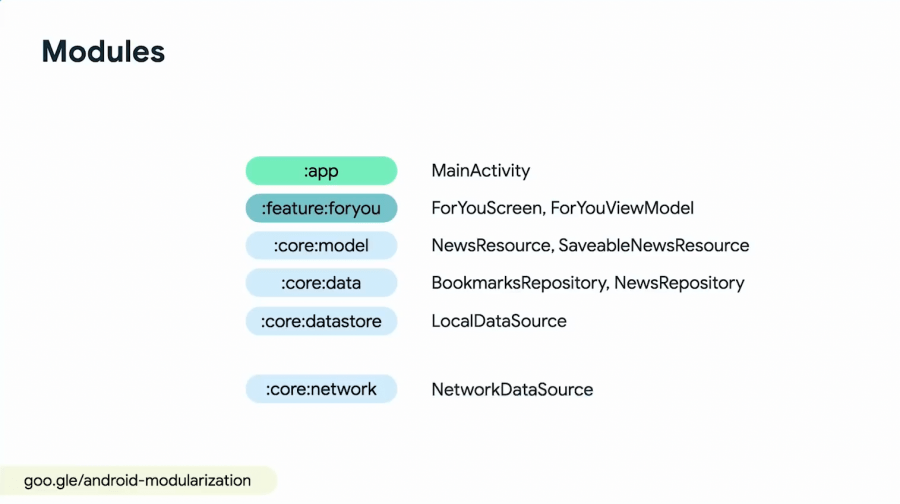 Modules
:app MainActivity
:feature:foryou ForYouScreen, ForYouViewModel
:core:model NewsResource, SaveableNewsResource
:core:data BookmarksRepository, NewsRepository
:core:datastore LocalDataSource
:core:network NetworkDataSource
goo.gle/android-modularization